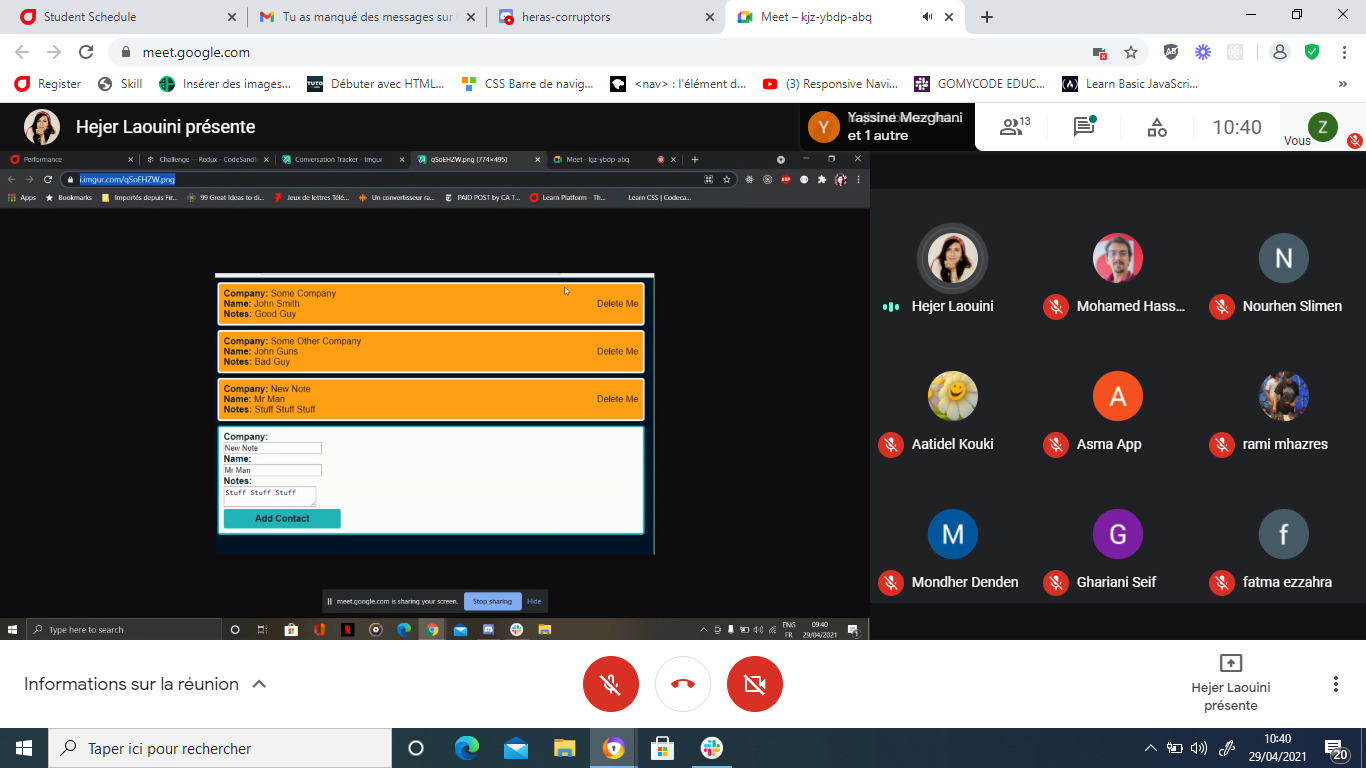 Student Schedule
Tu as manqué des messages sur
heras-corruptors
Meet – kjz-ybdp-abq
meet.google.com
Register
Skill
Insérer des images...
Débuter avec HTML...
CSS Barre de navig...
<nav> : l'élément d...
(3) Responsive Navi...
GOMYCODE EDUC...
Learn Basic JavaScri...
Hejer Laouini présente
Y
Yassine Mezghani
et 1 autre
13
10:40
Vous
Z
Performance
Challenge -- Redux - CodeSand
Conversation Tracker - Imgur
qSoEHZW.png (774×495)
Meet - kjz-ybdp-abq
i.imgur.com/qSoEHZW.png
Apps
Bookmarks
Importés depuis Fir...
99 Great Ideas to di...
Jeux de lettres Télé...
Un convertisseur ra...
PAID POST by CA T...
Learn Platform - Th...
Learn CSS | Codeca...
Company: Some Company
Name: John Smith
Notes: Good Guy
Delete Me
Company: Some Other Company
Name: John Guns
Notes: Bad Guy
Delete Me
Company: New Note
Name: Mr Man
Notes: Stuff Stuff Stuff
Delete Me
Company:
New Note
Name:
Mr Man
Notes:
Stuff Stuff Stuff
Add Contact
meet.google.com is sharing your screen.
Stop sharing
Hide
Type here to search
ENG
FR
09:40
29/04/2021
Hejer Laouini
Mohamed Hass...
N
Nourhen Slimen
Aatidel Kouki
A
Asma App
rami mhazres
M
Mondher Denden
G
Ghariani Seif
f
fatma ezzahra
Informations sur la réunion
Hejer Laouini
présente
Taper ici pour rechercher
10:40
29/04/2021
20